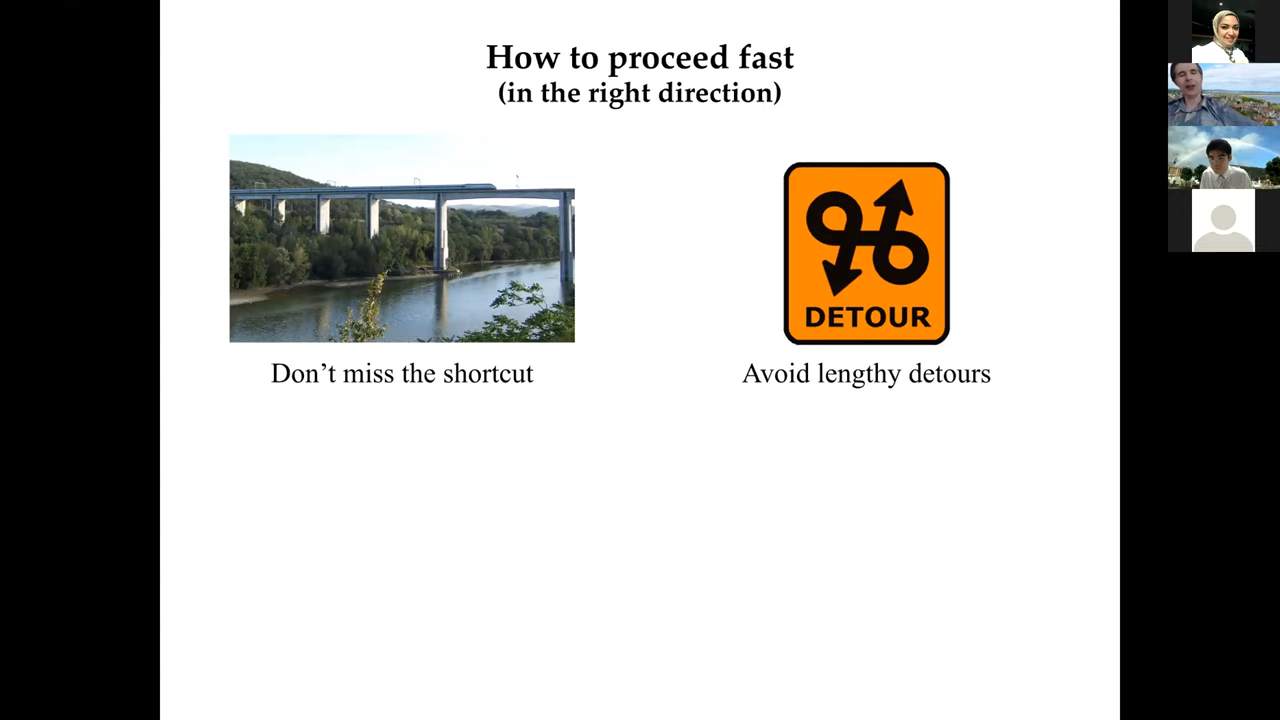 How to proceed fast
(in the right direction)
DETOUR
Don’t miss the shortcut
Avoid lengthy detours